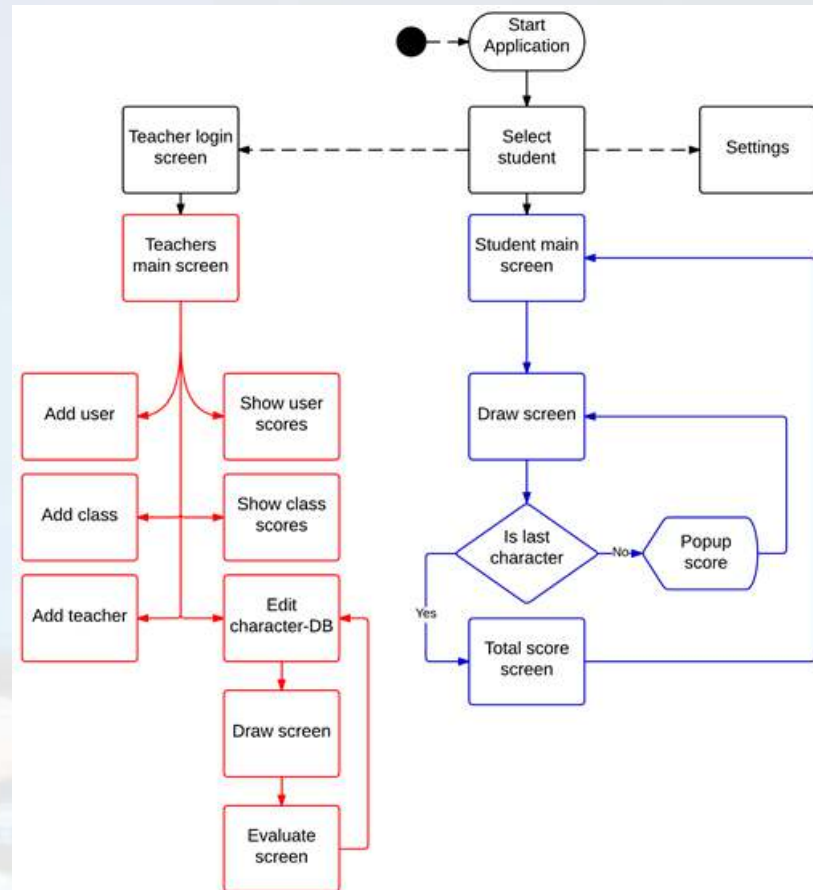 Start
Application
Teacher login
screen
Select
student
Settings
Teachers
main screen
Student main
screen
Add user
Show user
scores
Draw screen
Add class
Show class
scores
Is last
character
No
Popup
score
Add teacher
Edit
character-DB
Yes
Total score
screen
Draw screen
Evaluate
screen